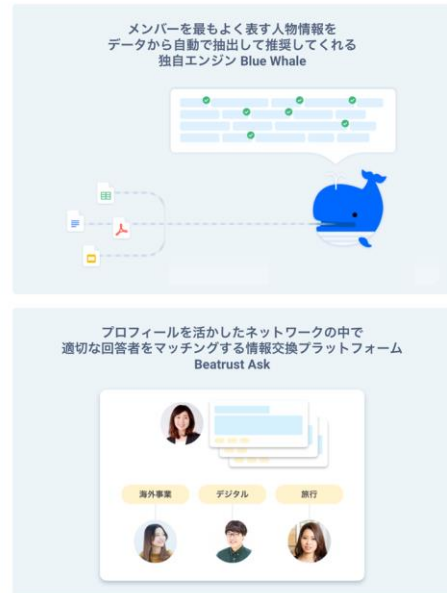 メンバーを最もよく表す人物情報を
データから自動で抽出して推奨してくれる
独自エンジン Blue Whale
プロフィールを活かしたネットワークの中で
適切な回答者をマッチングする情報交換プラットフォーム
Beatrust Ask
海外事業
デジタル
旅行